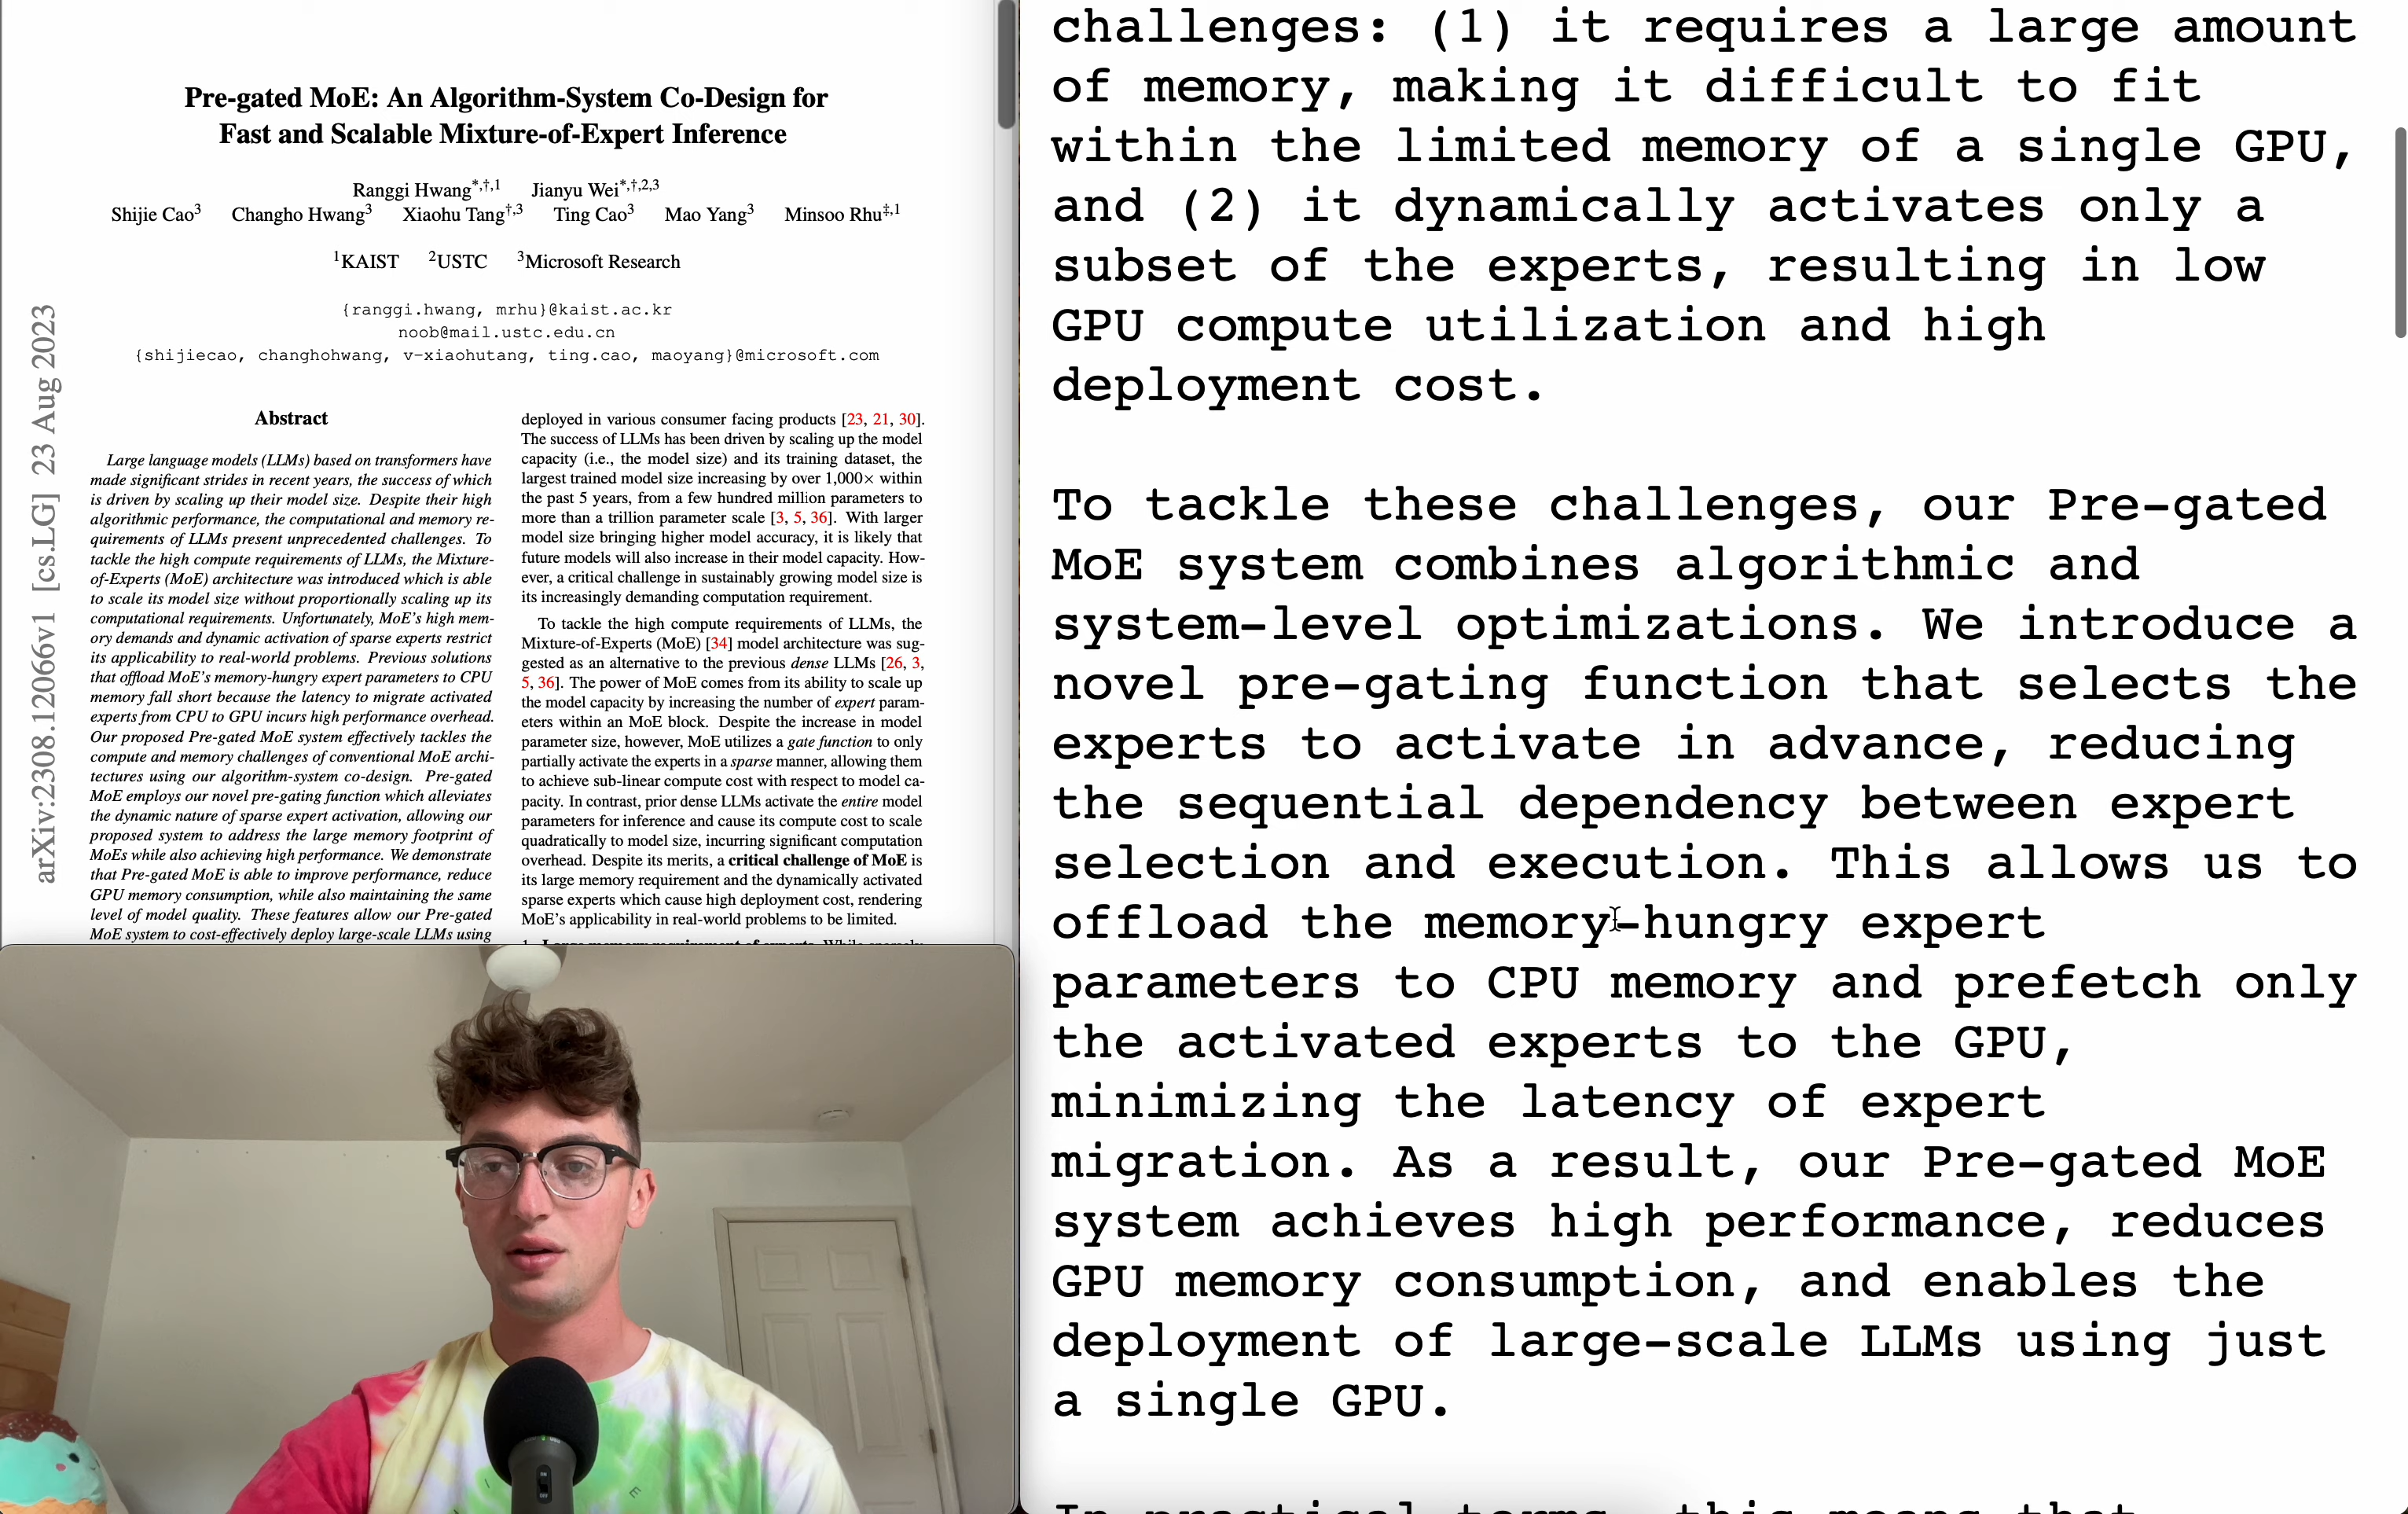 Pre-gated MoE: An Algorithm-System Co-Design for
Fast and Scalable Mixture-of-Expert Inference
Ranggi Hwang*,†,1 Jianyu Wei*,†,2,3
Shijie Cao3 Changho Hwang3 Xiaohu Tang†,3 Ting Cao3 Mao Yang3 Minsoo Rhu‡,1
1KAIST 2USTC 3Microsoft Research
{ranggi.hwang, mrhu}@kaist.ac.kr
noob@mail.ustc.edu.cn
{shijiecao, changhohwang, v-xiaohutang, ting.cao, maoyang}@microsoft.com
arXiv:2308.12066v1 [cs.LG] 23 Aug 2023
Abstract
Large language models (LLMs) based on transformers have
made significant strides in recent years, the success of which
is driven by scaling up their model size. Despite their high
algorithmic performance, the computational and memory re-
quirements of LLMs present unprecedented challenges. To
tackle the high compute requirements of LLMs, the Mixture-
of-Experts (MoE) architecture was introduced which is able
to scale its model size without proportionally scaling up its
computational requirements. Unfortunately, MoE's high mem-
ory demands and dynamic activation of sparse experts restrict
its applicability to real-world problems. Previous solutions
that offload MoE's memory-hungry expert parameters to CPU
memory fall short because the latency to migrate activated
experts from CPU to GPU incurs high performance overhead.
Our proposed Pre-gated MoE system effectively tackles the
compute and memory challenges of conventional MoE archi-
tectures using our algorithm-system co-design. Pre-gated
MoE employs our novel pre-gating function which alleviates
the dynamic nature of sparse expert activation, allowing our
proposed system to address the large memory footprint of
MoEs while also achieving high performance. We demonstrate
that Pre-gated MoE is able to improve performance, reduce
GPU memory consumption, while also maintaining the same
level of model quality. These features allow our Pre-gated
MoE system to cost-effectively deploy large-scale LLMs using
deployed in various consumer facing products [23, 21, 30].
The success of LLMs has been driven by scaling up the model
capacity (i.e., the model size) and its training dataset, the
largest trained model size increasing by over 1,000× within
the past 5 years, from a few hundred million parameters to
more than a trillion parameter scale [3, 5, 36]. With larger
model size bringing higher model accuracy, it is likely that
future models will also increase in their model capacity. How-
ever, a critical challenge in sustainably growing model size is
its increasingly demanding computation requirement.
To tackle the high compute requirements of LLMs, the
Mixture-of-Experts (MoE) [34] model architecture was sug-
gested as an alternative to the previous dense LLMs [26, 3,
5, 36]. The power of MoE comes from its ability to scale up
the model capacity by increasing the number of expert param-
eters within an MoE block. Despite the increase in model
parameter size, however, MoE utilizes a gate function to only
partially activate the experts in a sparse manner, allowing them
to achieve sub-linear compute cost with respect to model ca-
pacity. In contrast, prior dense LLMs activate the entire model
parameters for inference and cause its compute cost to scale
quadratically to model size, incurring significant computation
overhead. Despite its merits, a critical challenge of MoE is
its large memory requirement and the dynamically activated
sparse experts which cause high deployment cost, rendering
MoE's applicability in real-world problems to be limited.
challenges: (1) it requires a large amount
of memory, making it difficult to fit
within the limited memory of a single GPU,
and (2) it dynamically activates only a
subset of the experts, resulting in low
GPU compute utilization and high
deployment cost.
To tackle these challenges, our Pre-gated
MoE system combines algorithmic and
system-level optimizations. We introduce a
novel pre-gating function that selects the
experts to activate in advance, reducing
the sequential dependency between expert
selection and execution. This allows us to
offload the memory-hungry expert
parameters to CPU memory and prefetch only
the activated experts to the GPU,
minimizing the latency of expert
migration. As a result, our Pre-gated MoE
system achieves high performance, reduces
GPU memory consumption, and enables the
deployment of large-scale LLMs using just
a single GPU.
In practical terms, this means that